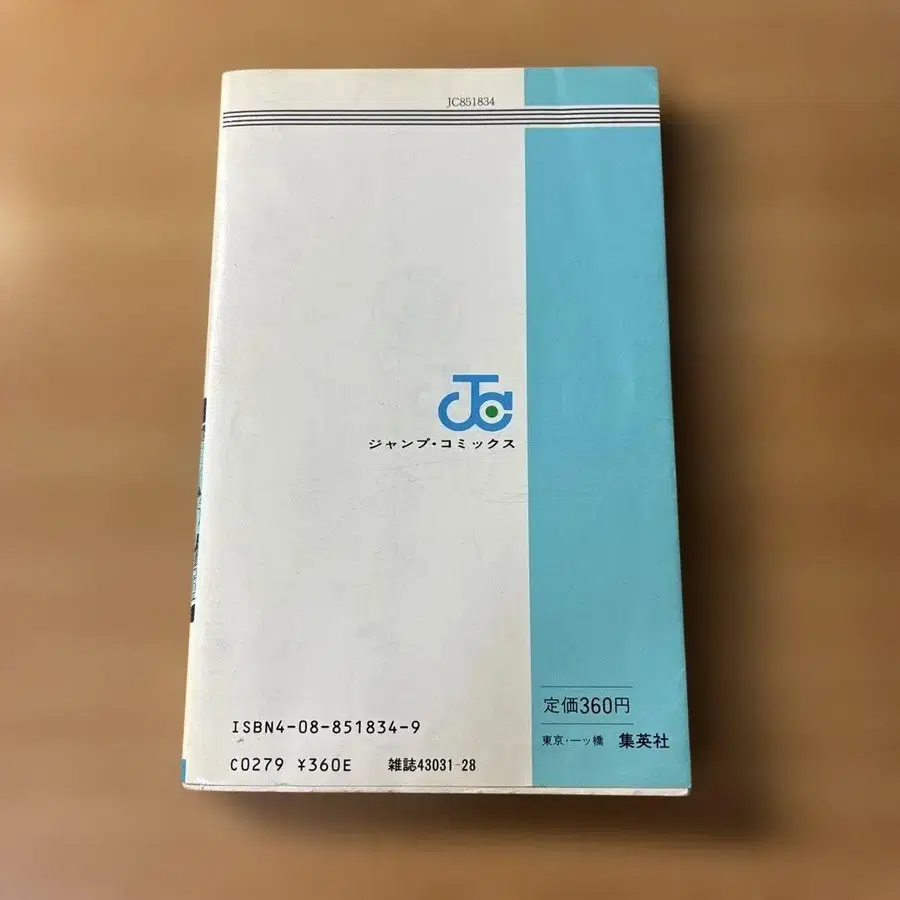 JC851834
JC
ジャンプ・コミックス
定価360円
東京・一ッ橋 集英社
ISBN4-08-851834-9
C0279 ¥360E 雑誌43031-28